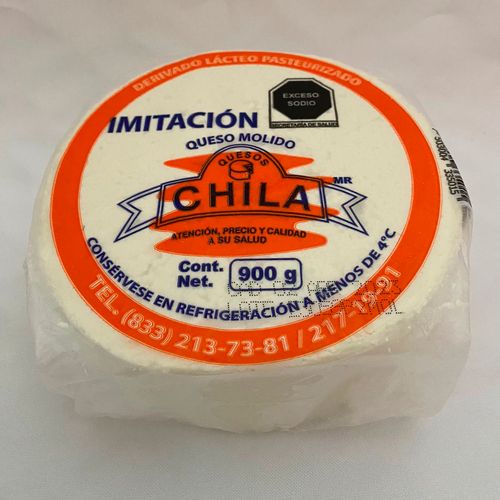 DERIVADO LÁCTEO PASTEURIZADO
EXCESO
SODIO
SECRETARÍA DE SALUD
IMITACIÓN
QUESO MOLIDO
QUESOS
CHILA
MR
ATENCIÓN, PRECIO Y CALIDAD
A SU SALUD
Cont.
Net.
900 g
CONSÉRVESE EN REFRIGERACIÓN A MENOS DE 4°C
TEL. (833) 213-73-81 / 217-19-91